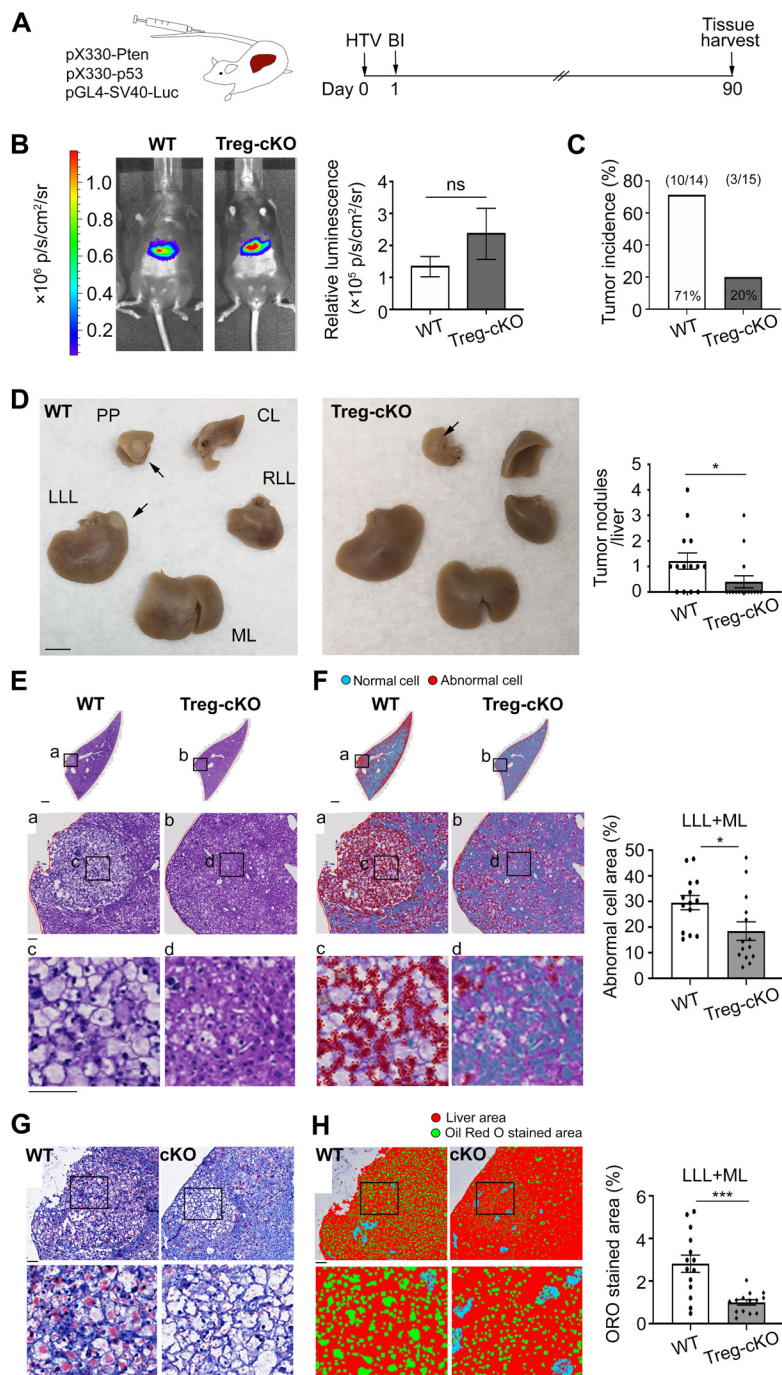 A
pX330-Pten
pX330-p53
pGL4-SV40-Luc
HTV BI
Tissue
harvest
Day 0 1 90
B
WT Treg-cKO
×10⁶ p/s/cm²/sr
1.0
0.8
0.6
0.4
0.2
Relative luminescence
(×10⁵ p/s/cm²/sr)
4
3
2
1
0
ns
WT Treg-cKO
C
Tumor incidence (%)
80
60
40
20
0
(10/14) (3/15)
71% 20%
WT Treg-cKO
D
WT
PP CL
LLL RLL
ML
Treg-cKO
Tumor nodules
/liver
5
4
3
2
1
0
*
WT Treg-cKO
E
WT Treg-cKO
a b
a b
c d
c d
F
Normal cell Abnormal cell
WT Treg-cKO
a b
a b
c d
c d
Abnormal cell area (%)
LLL+ML
*
50
40
30
20
10
0
WT Treg-cKO
G
WT cKO
H
Liver area
Oil Red O stained area
WT cKO
ORO stained area (%)
LLL+ML
***
6
4
2
0
WT Treg-cKO